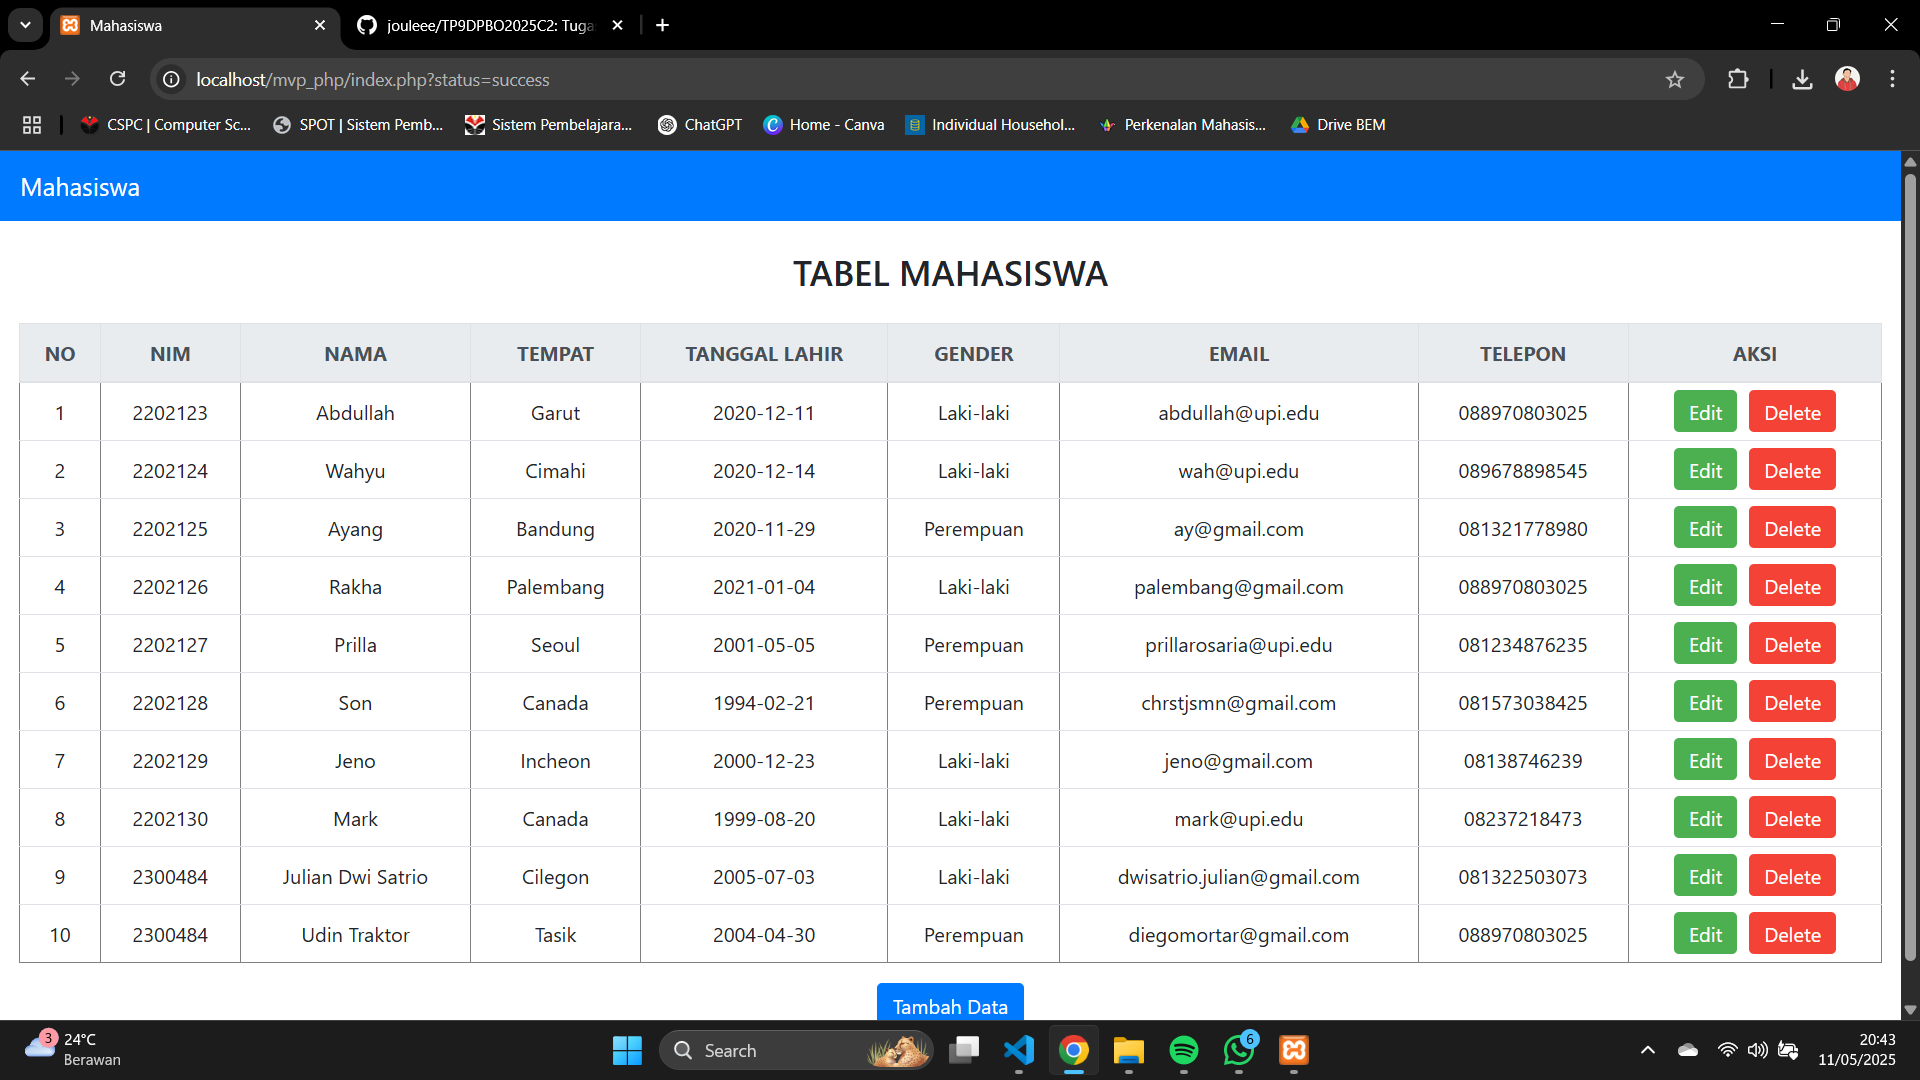 Mahasiswa
jouleee/TP9DPBO2025C2: Tuga
localhost/mvp_php/index.php?status=success
CSPC | Computer Sc...
SPOT | Sistem Pemb...
Sistem Pembelajara...
ChatGPT
Home - Canva
Individual Househol...
Perkenalan Mahasis...
Drive BEM
Mahasiswa
TABEL MAHASISWA
NO NIM NAMA TEMPAT TANGGAL LAHIR GENDER EMAIL TELEPON AKSI
1 2202123 Abdullah Garut 2020-12-11 Laki-laki abdullah@upi.edu 088970803025 Edit Delete
2 2202124 Wahyu Cimahi 2020-12-14 Laki-laki wah@upi.edu 089678898545 Edit Delete
3 2202125 Ayang Bandung 2020-11-29 Perempuan ay@gmail.com 081321778980 Edit Delete
4 2202126 Rakha Palembang 2021-01-04 Laki-laki palembang@gmail.com 088970803025 Edit Delete
5 2202127 Prilla Seoul 2001-05-05 Perempuan prillarosaria@upi.edu 081234876235 Edit Delete
6 2202128 Son Canada 1994-02-21 Perempuan chrstjsmn@gmail.com 081573038425 Edit Delete
7 2202129 Jeno Incheon 2000-12-23 Laki-laki jeno@gmail.com 08138746239 Edit Delete
8 2202130 Mark Canada 1999-08-20 Laki-laki mark@upi.edu 08237218473 Edit Delete
9 2300484 Julian Dwi Satrio Cilegon 2005-07-03 Laki-laki dwisatrio.julian@gmail.com 081322503073 Edit Delete
10 2300484 Udin Traktor Tasik 2004-04-30 Perempuan diegomortar@gmail.com 088970803025 Edit Delete
Tambah Data
3
24°C
Berawan
Search
6
20:43
11/05/2025